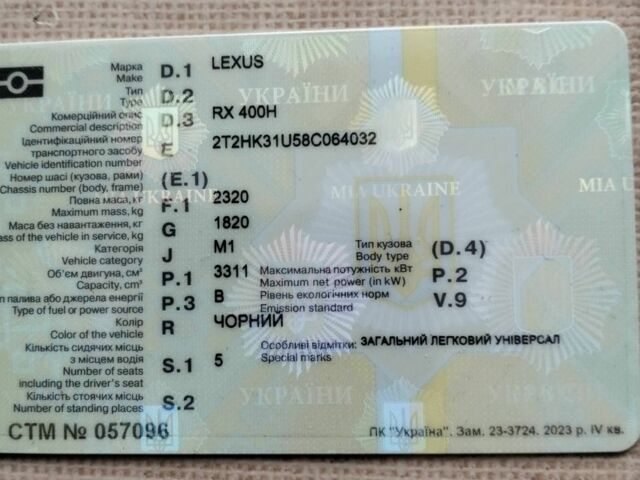 Марка D.1 LEXUS
Make
Тип D.2
Type
Комерційний опис D.3 RX 400H
Commercial description
Ідентифікаційний номер E 2T2HK31U58C064032
транспортного засобу
Vehicle identification number
Номер шасі (кузова, рами) (E.1)
Chassis number (body, frame)
Повна маса, кг F.1 2320
Maximum mass, kg
Маса без навантаження, кг G 1820
of the vehicle in service, kg
Категорія J M1 Тип кузова (D.4)
Vehicle category Body type
Об'єм двигуна, см³ P.1 3311 Максимальна потужність кВт P.2
Capacity, cm³ Maximum net power (in kW)
палива або джерела енергії P.3 B Рівень екологічних норм V.9
Type of fuel or power source Emission standard
Колір R ЧОРНИЙ
Color of the vehicle
Кількість сидячих місць S.1 5 Особливі відмітки: ЗАГАЛЬНИЙ ЛЕГКОВИЙ УНІВЕРСАЛ
з місцем водія Special marks
Number of seats
including the driver's seat
Кількість стоячих місць S.2
Number of standing places
СТМ № 057096
ПК "Україна". Зам. 23-3724. 2023 р. IV кв.
УКРАЇНИ
УКРАЇНИ
MIA UKRAINE
MIA UKRAINE
УКРАЇНИ